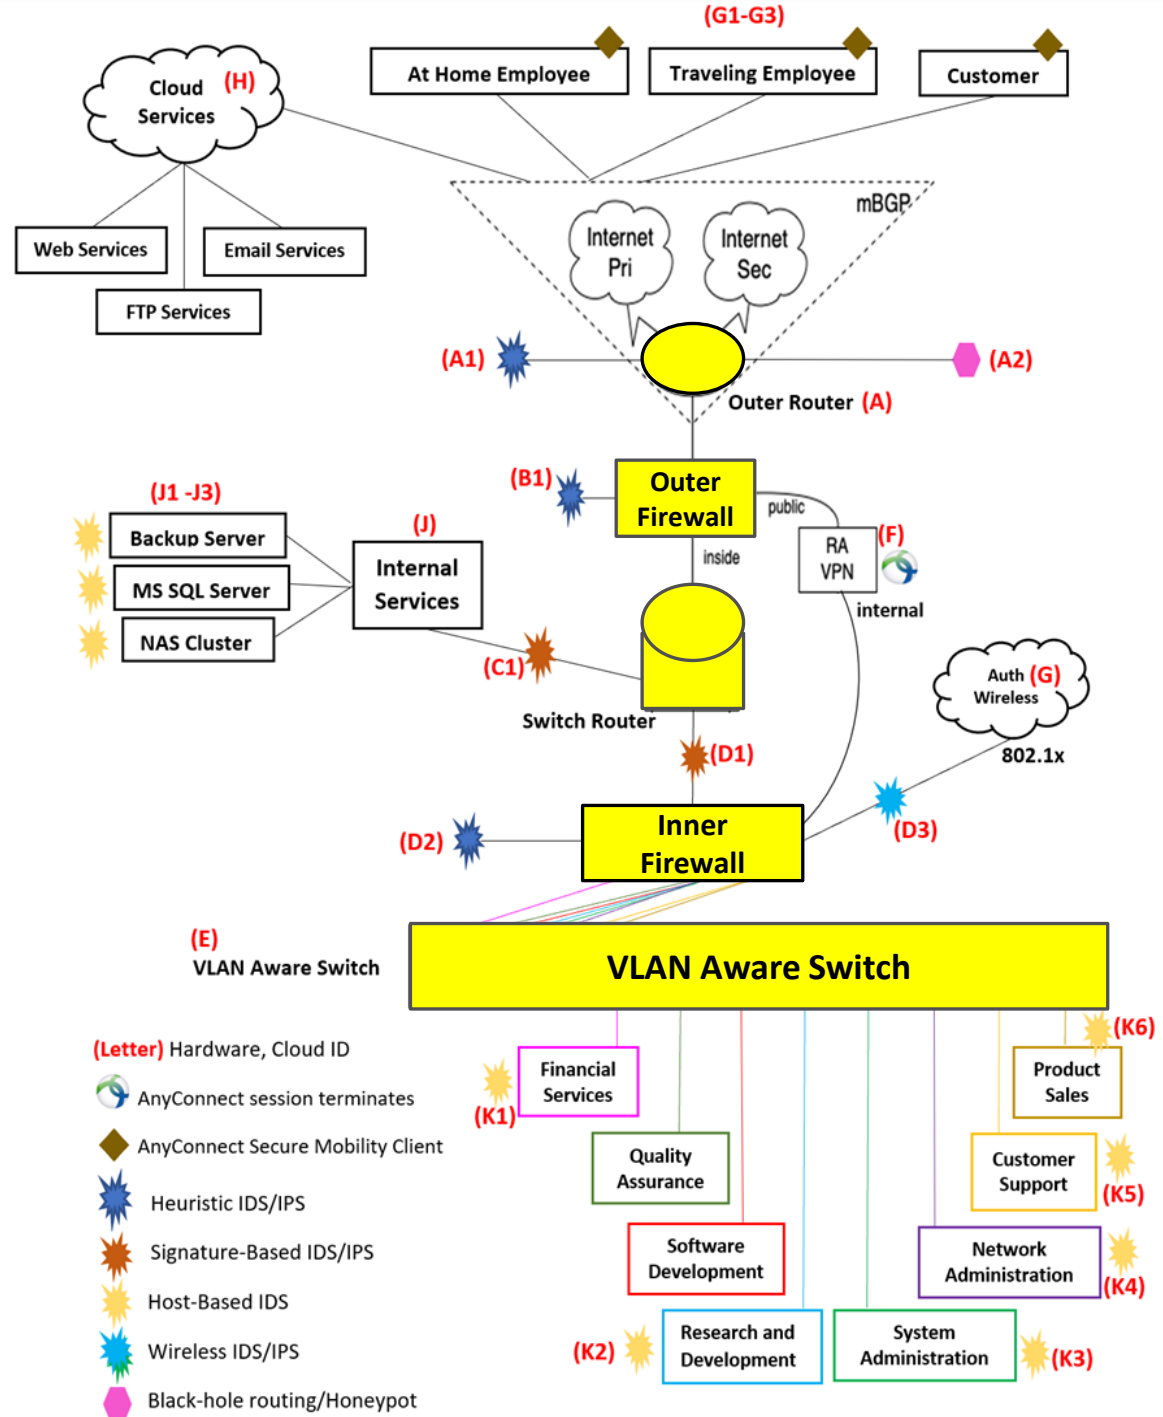 (G1-G3)
At Home Employee
Traveling Employee
Customer
Cloud (H)
Services
Web Services
Email Services
FTP Services
mBGP
Internet
Pri
Internet
Sec
(A1)
(A2)
Outer Router (A)
(B1)
Outer
Firewall
public
(F)
RA
VPN
inside
internal
(J1 -J3)
Backup Server
MS SQL Server
NAS Cluster
(J)
Internal
Services
(C1)
Switch Router
(D1)
Auth (G)
Wireless
802.1x
(D3)
(D2)
Inner
Firewall
(E)
VLAN Aware Switch
VLAN Aware Switch
(K6)
Financial
Services
(K1)
Product
Sales
Quality
Assurance
Customer
Support
(K5)
Software
Development
Network
Administration
(K4)
(K2)
Research and
Development
System
Administration
(K3)
(Letter) Hardware, Cloud ID
AnyConnect session terminates
AnyConnect Secure Mobility Client
Heuristic IDS/IPS
Signature-Based IDS/IPS
Host-Based IDS
Wireless IDS/IPS
Black-hole routing/Honeypot